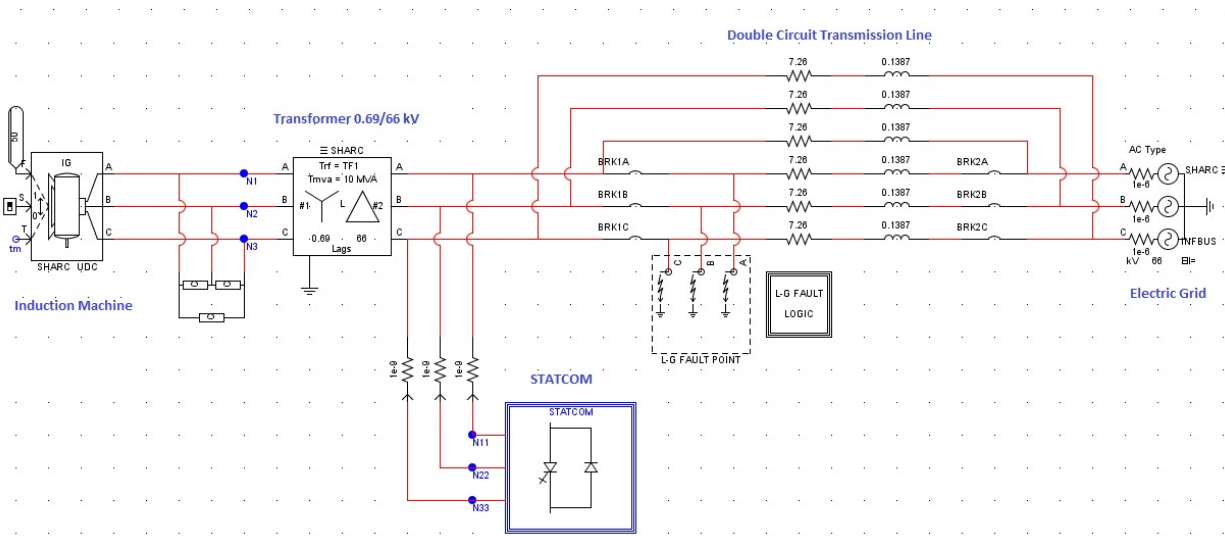 Double Circuit Transmission Line
7.26 0.1387
7.26 0.1387
Transformer 0.69/66 kV
7.26 0.1387
SHARC
BRK1A 7.26 0.1387 BRK2A
AC Type
IG
A
A
Trf = TF1
Tmva = 10 MVA
A
A
SHARC
F
N1
1e-6
S
B
B
#1
L
#2
B
BRK1B 7.26 0.1387 BRK2B
B
N2
1e-6
T
C
C
0.69 66
Lags
C
BRK1C 7.26 0.1387 BRK2C
C
INFBUS
tm
N3
1e-6
kV 66
SHARC UDC
C B A
Induction Machine
L-G FAULT
LOGIC
Electric Grid
L-G FAULT POINT
1e-9 1e-9 1e-9
STATCOM
STATCOM
N11
N22
N33